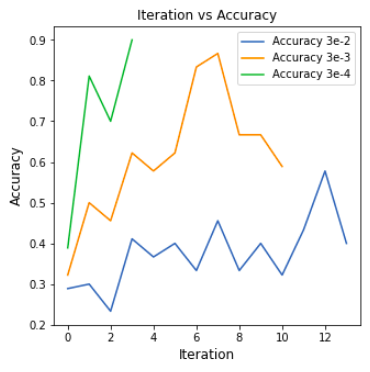 Iteration vs Accuracy
Accuracy 3e-2
Accuracy 3e-3
Accuracy 3e-4
Accuracy
0.9
0.8
0.7
0.6
0.5
0.4
0.3
0.2
0 2 4 6 8 10 12
Iteration